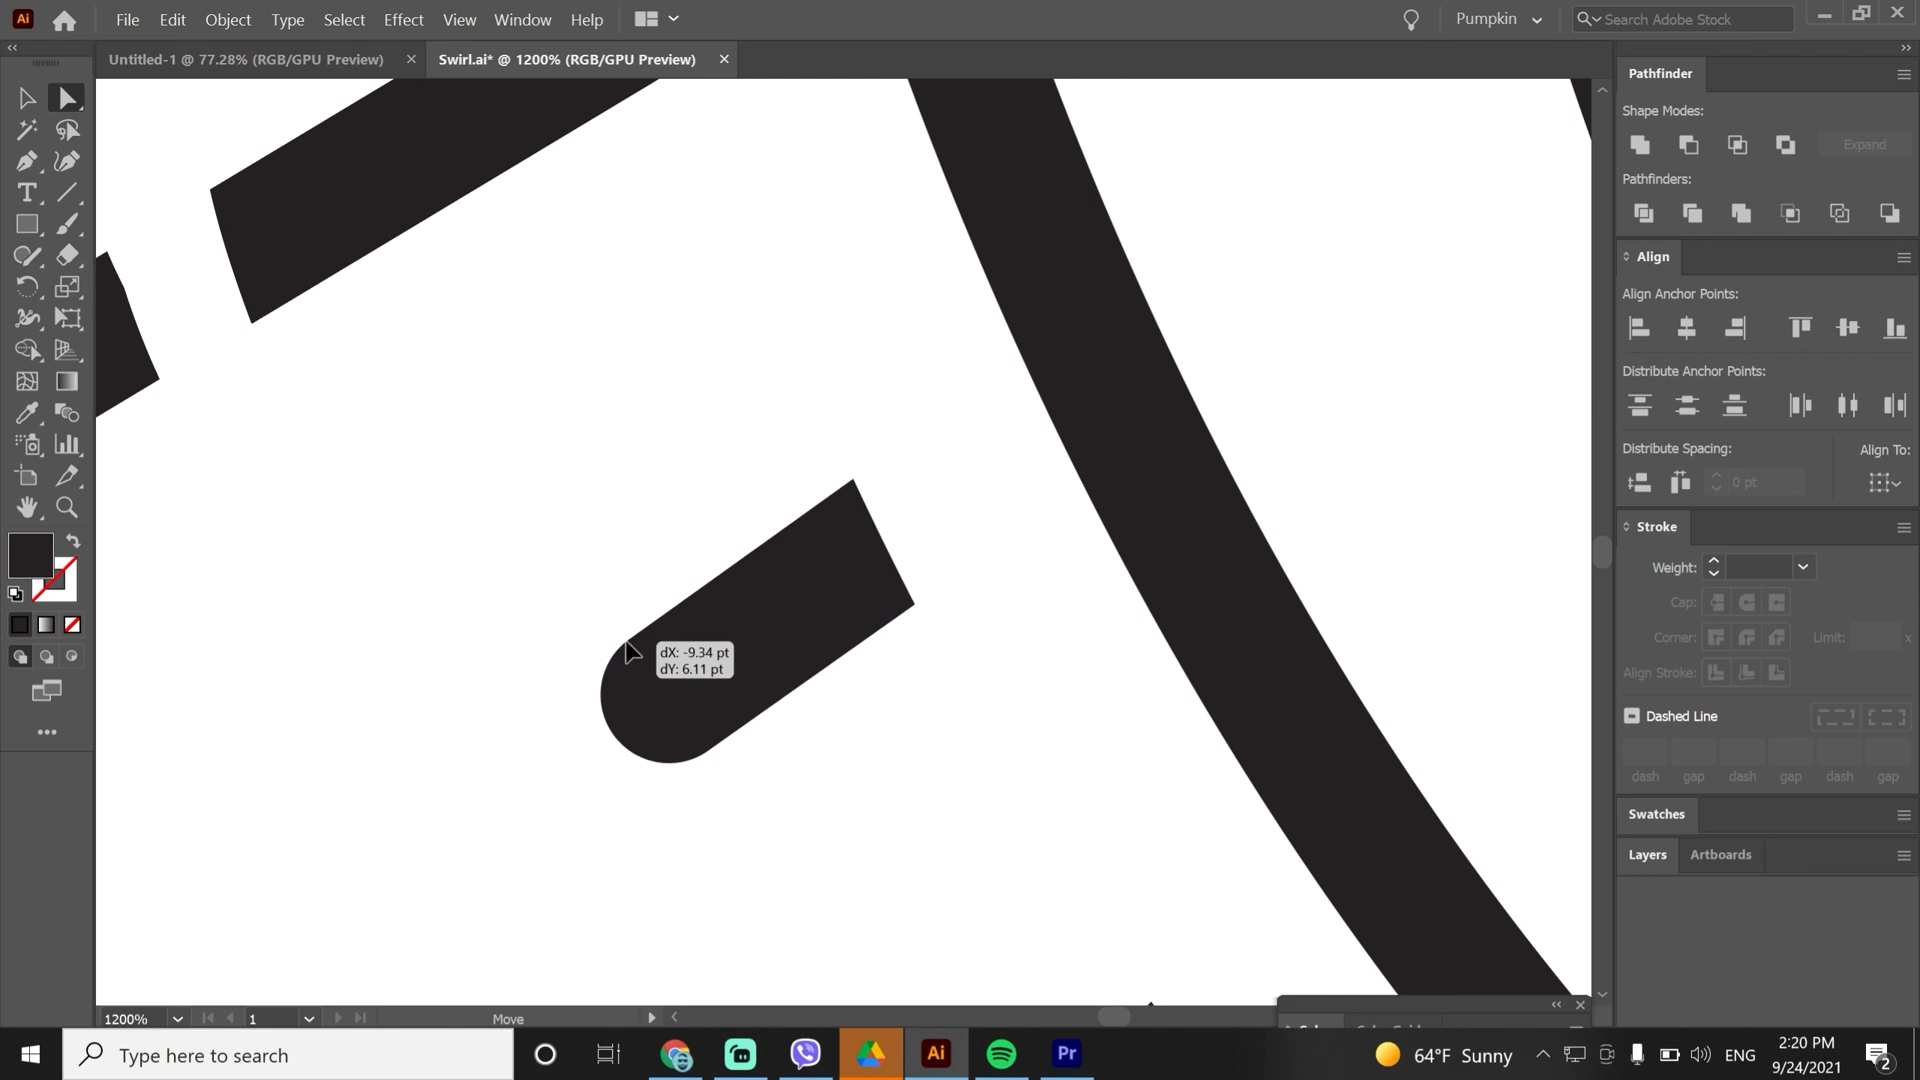 Ai
File Edit Object Type Select Effect View Window Help
Pumpkin
Search Adobe Stock
Untitled-1 @ 77.28% (RGB/GPU Preview)
Swirl.ai* @ 1200% (RGB/GPU Preview)
Pathfinder
Shape Modes:
Expand
Pathfinders:
Align
Align Anchor Points:
Distribute Anchor Points:
Distribute Spacing:
Align To:
0 pt
Stroke
Weight:
Cap:
Corner:
Limit:
x
Align Stroke:
Dashed Line
dash gap dash gap dash gap
Swatches
Layers Artboards
dX: -9.34 pt
dY: 6.11 pt
1200%
1
Move
Type here to search
Ai
Pr
64°F Sunny
ENG
2:20 PM
9/24/2021
2